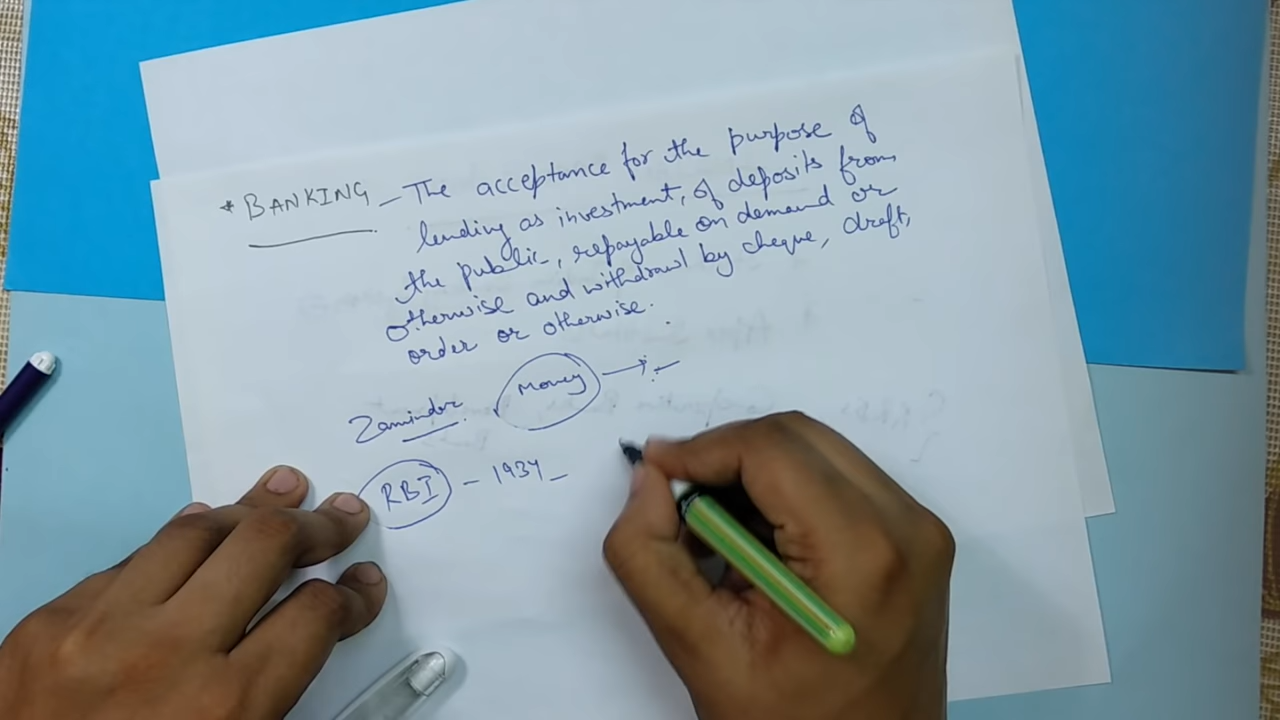 * BANKING - The acceptance for the purpose of
lending as investment, of deposits from
the public, repayable on demand or
otherwise and withdrawl by cheque, draft,
order or otherwise.
Zamindar Money →
RBI - 1934 -